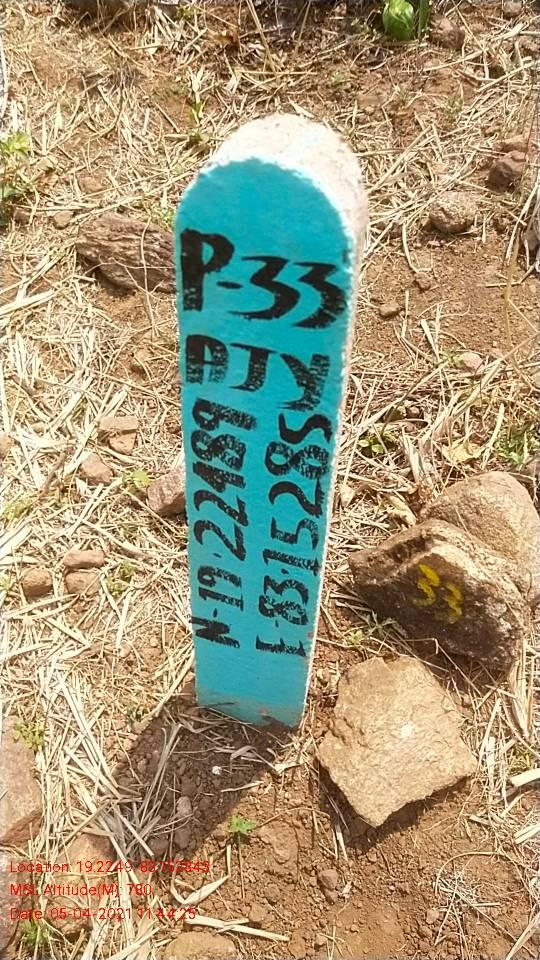 P-33
AJY
N-19.22489
E-83.15285
33
Location: 19.2249,83.152843
MSL Altitude(M): 780
Date: 05-04-2021 11:44:25